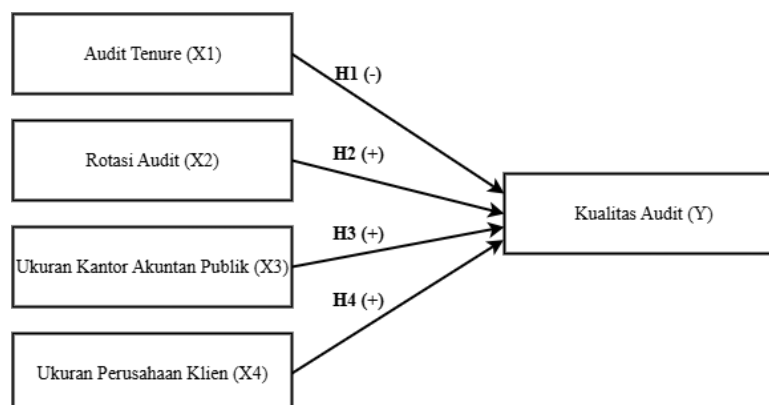 Audit Tenure (X1)
H1 (-)
Rotasi Audit (X2)
H2 (+)
Kualitas Audit (Y)
Ukuran Kantor Akuntan Publik (X3)
H3 (+)
H4 (+)
Ukuran Perusahaan Klien (X4)